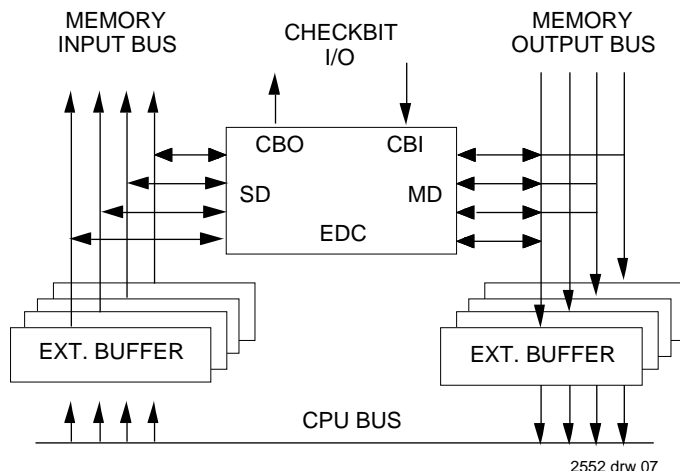 MEMORY
INPUT BUS
CHECKBIT
I/O
MEMORY
OUTPUT BUS
CBO
CBI
SD
MD
EDC
EXT. BUFFER
EXT. BUFFER
CPU BUS
2552 drw 07